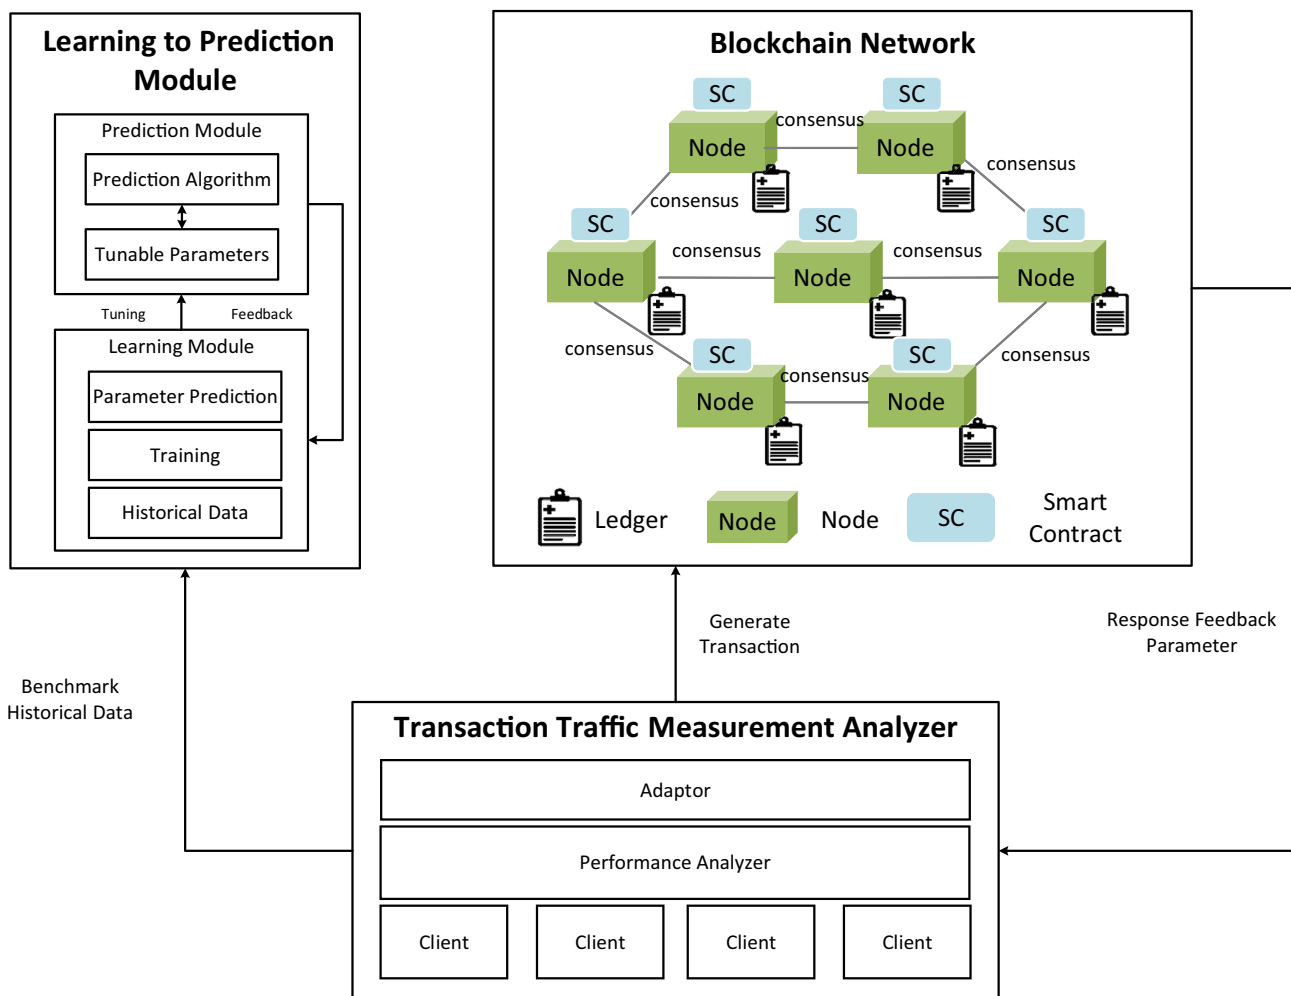 Learning to Prediction
Module
Prediction Module
Prediction Algorithm
Tunable Parameters
Tuning
Feedback
Learning Module
Parameter Prediction
Training
Historical Data
Blockchain Network
SC
SC
consensus
Node
Node
consensus
consensus
SC
SC
SC
consensus
consensus
Node
Node
Node
consensus
SC
SC
consensus
consensus
Node
Node
Ledger
Node
Node
SC
Smart
Contract
Generate
Transaction
Response Feedback
Parameter
Benchmark
Historical Data
Transaction Traffic Measurement Analyzer
Adaptor
Performance Analyzer
Client
Client
Client
Client